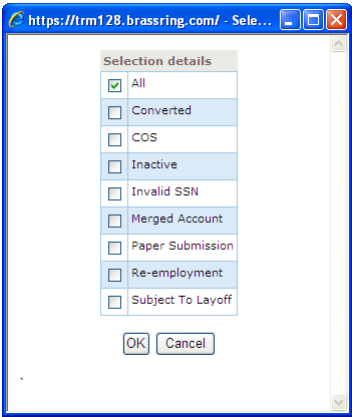 https://trm128.brassring.com/ - Sele...
Selection details
All
Converted
COS
Inactive
Invalid SSN
Merged Account
Paper Submission
Re-employment
Subject To Layoff
OK Cancel
`